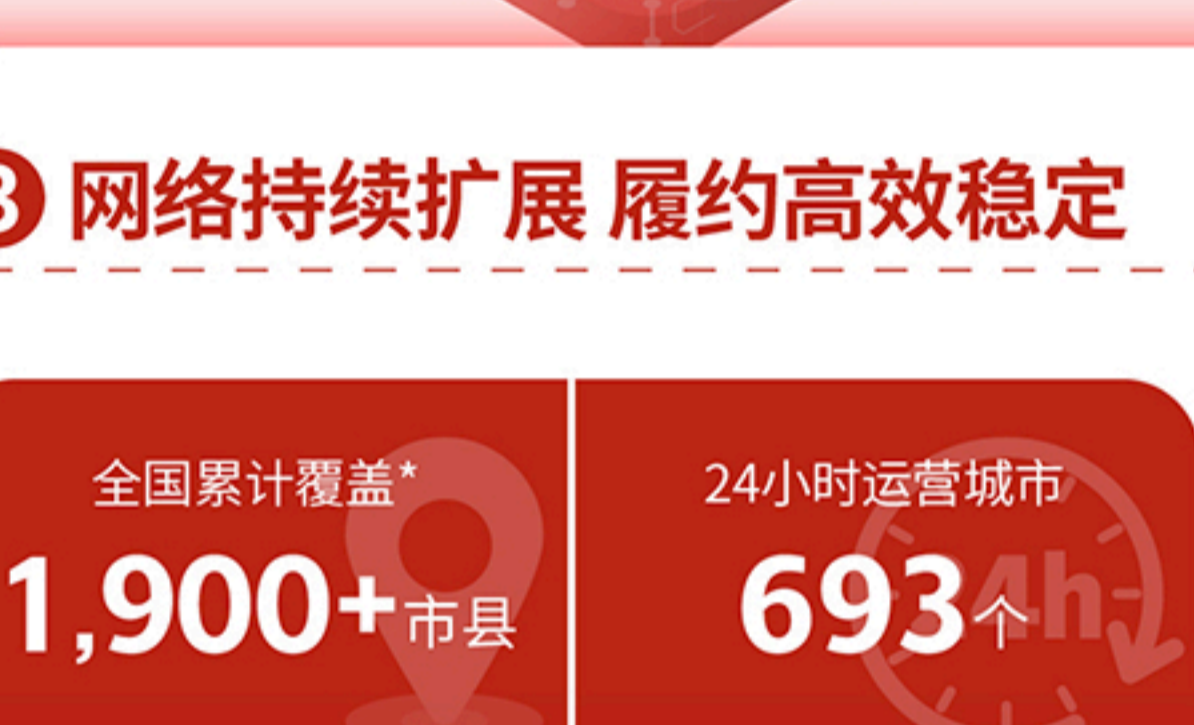 3 网络持续扩展 履约高效稳定
全国累计覆盖*
1,900+市县
24小时运营城市
693个
24h